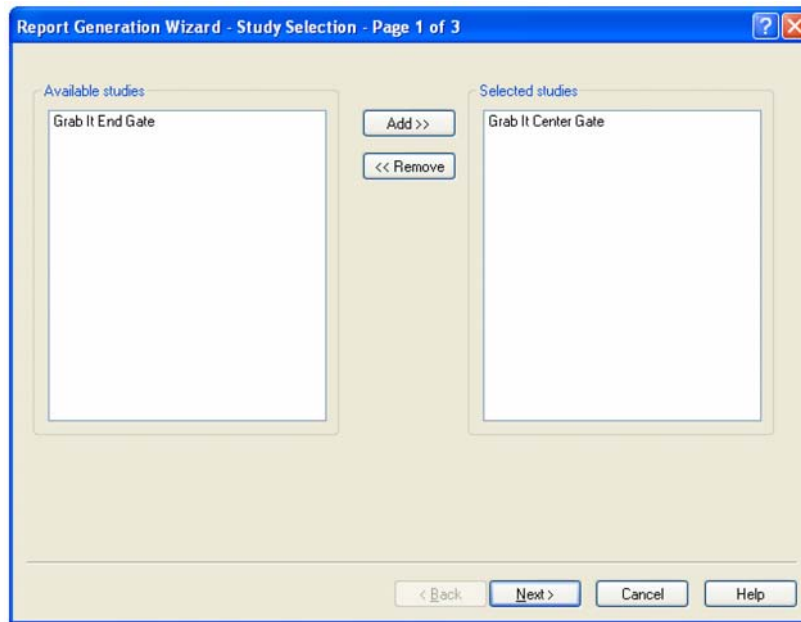 Report Generation Wizard - Study Selection - Page 1 of 3
Available studies
Grab It End Gate
Add >>
<< Remove
Selected studies
Grab It Center Gate
< Back
Next >
Cancel
Help